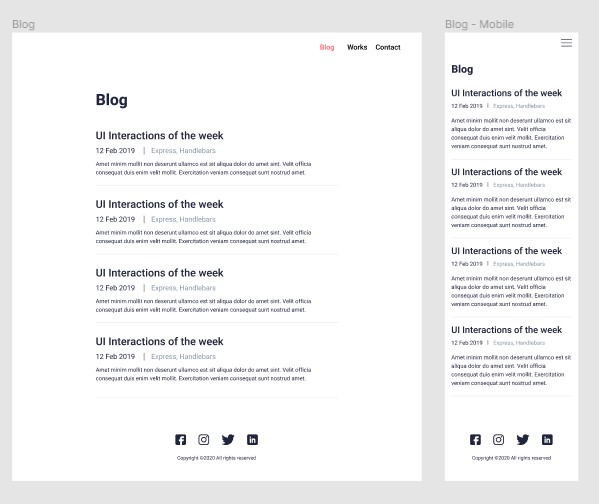 Blog
Blog Works Contact
Blog
UI Interactions of the week
12 Feb 2019 | Express, Handlebars
Amet minim mollit non deserunt ullamco est sit aliqua dolor do amet sint. Velit officia
consequat duis enim velit mollit. Exercitation veniam consequat sunt nostrud amet.
UI Interactions of the week
12 Feb 2019 | Express, Handlebars
Amet minim mollit non deserunt ullamco est sit aliqua dolor do amet sint. Velit officia
consequat duis enim velit mollit. Exercitation veniam consequat sunt nostrud amet.
UI Interactions of the week
12 Feb 2019 | Express, Handlebars
Amet minim mollit non deserunt ullamco est sit aliqua dolor do amet sint. Velit officia
consequat duis enim velit mollit. Exercitation veniam consequat sunt nostrud amet.
UI Interactions of the week
12 Feb 2019 | Express, Handlebars
Amet minim mollit non deserunt ullamco est sit aliqua dolor do amet sint. Velit officia
consequat duis enim velit mollit. Exercitation veniam consequat sunt nostrud amet.
Copyright ©2020 All rights reserved
Blog - Mobile
Blog
UI Interactions of the week
12 Feb 2019 | Express, Handlebars
Amet minim mollit non deserunt ullamco est sit
aliqua dolor do amet sint. Velit officia
consequat duis enim velit mollit. Exercitation
veniam consequat sunt nostrud amet.
UI Interactions of the week
12 Feb 2019 | Express, Handlebars
Amet minim mollit non deserunt ullamco est sit
aliqua dolor do amet sint. Velit officia
consequat duis enim velit mollit. Exercitation
veniam consequat sunt nostrud amet.
UI Interactions of the week
12 Feb 2019 | Express, Handlebars
Amet minim mollit non deserunt ullamco est sit
aliqua dolor do amet sint. Velit officia
consequat duis enim velit mollit. Exercitation
veniam consequat sunt nostrud amet.
UI Interactions of the week
12 Feb 2019 | Express, Handlebars
Amet minim mollit non deserunt ullamco est sit
aliqua dolor do amet sint. Velit officia
consequat duis enim velit mollit. Exercitation
veniam consequat sunt nostrud amet.
Copyright ©2020 All rights reserved